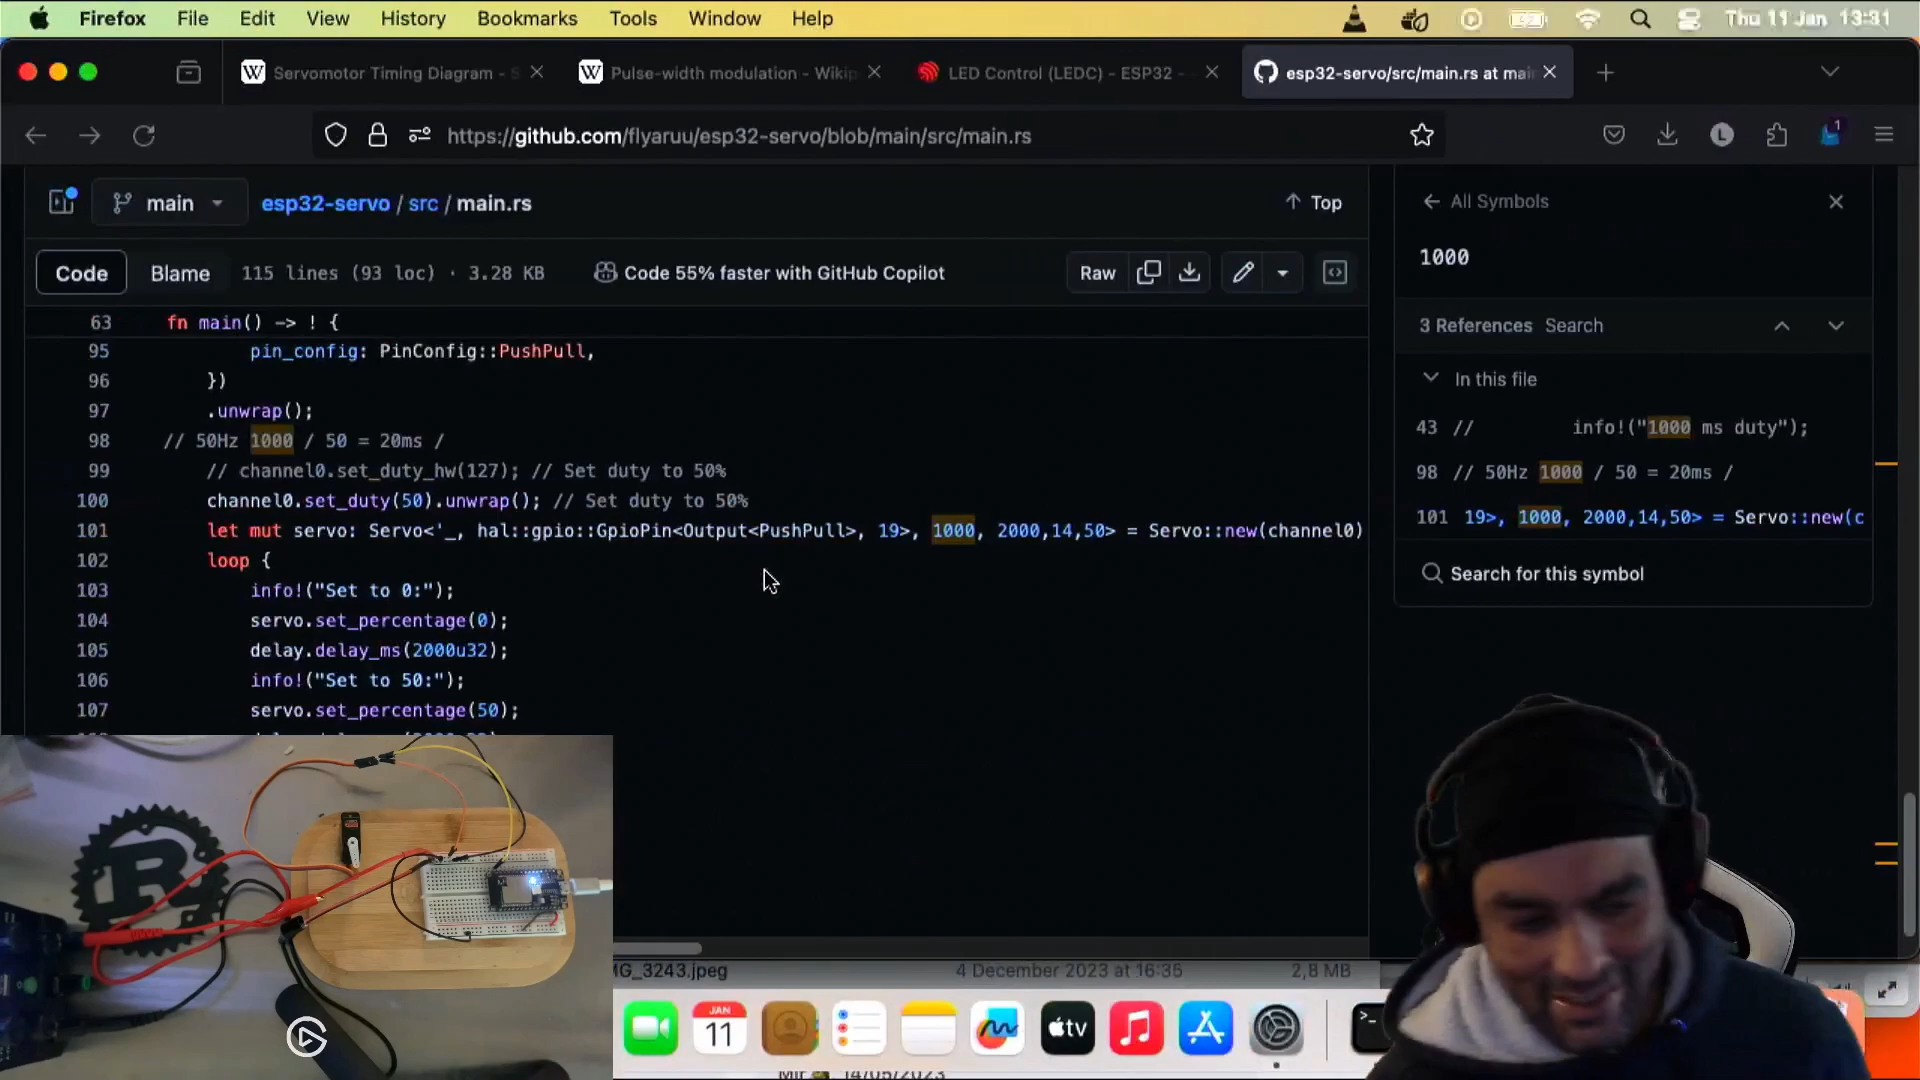 Firefox File Edit View History Bookmarks Tools Window Help
Thu 11 Jan 13:31
Servomotor Timing Diagram - S
Pulse-width modulation - Wikip
LED Control (LEDC) - ESP32 -
esp32-servo/src/main.rs at mai
https://github.com/flyaruu/esp32-servo/blob/main/src/main.rs
L
1
main
esp32-servo / src / main.rs
Top
Code
Blame
115 lines (93 loc) · 3.28 KB
Code 55% faster with GitHub Copilot
Raw
63 fn main() -> ! {
95 pin_config: PinConfig::PushPull,
96 })
97 .unwrap();
98 // 50Hz 1000 / 50 = 20ms /
99 // channel0.set_duty_hw(127); // Set duty to 50%
100 channel0.set_duty(50).unwrap(); // Set duty to 50%
101 let mut servo: Servo<'_, hal::gpio::GpioPin<Output<PushPull>, 19>, 1000, 2000,14,50> = Servo::new(channel0)
102 loop {
103 info!("Set to 0:");
104 servo.set_percentage(0);
105 delay.delay_ms(2000u32);
106 info!("Set to 50:");
107 servo.set_percentage(50);
All Symbols
1000
3 References Search
In this file
43 // info!("1000 ms duty");
98 // 50Hz 1000 / 50 = 20ms /
101 19>, 1000, 2000,14,50> = Servo::new(c
Search for this symbol
R
MG_3243.jpeg 4 December 2023 at 16:35 2,8 MB
JAN
11
tv
14/05/2023